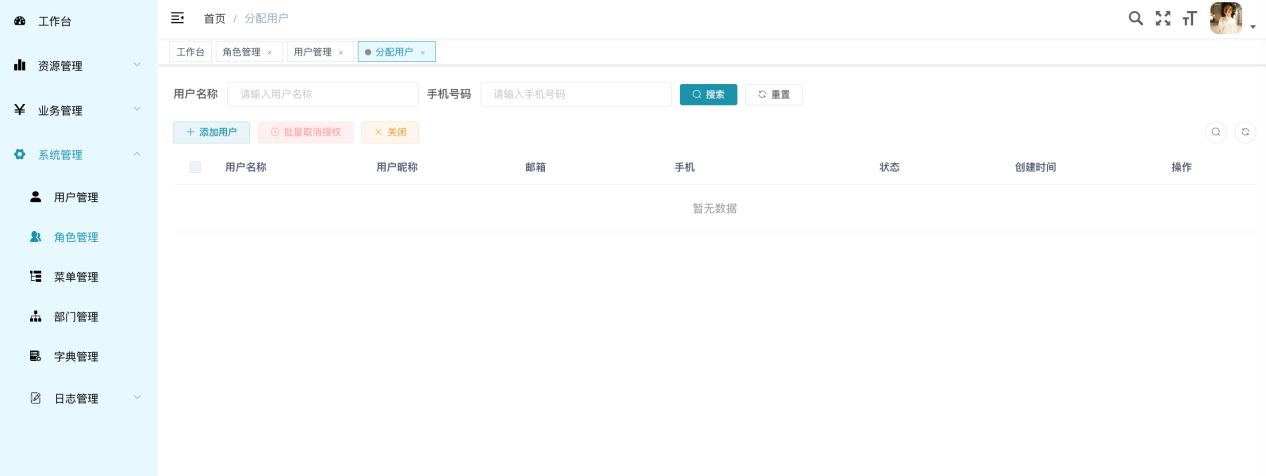 工作台
资源管理
业务管理
系统管理
用户管理
角色管理
菜单管理
部门管理
字典管理
日志管理
首页 / 分配用户
工作台 角色管理 × 用户管理 × 分配用户 ×
用户名称 请输入用户名称 手机号码 请输入手机号码 搜索 重置
添加用户 批量取消授权 关闭
用户名称 用户昵称 邮箱 手机 状态 创建时间 操作
暂无数据